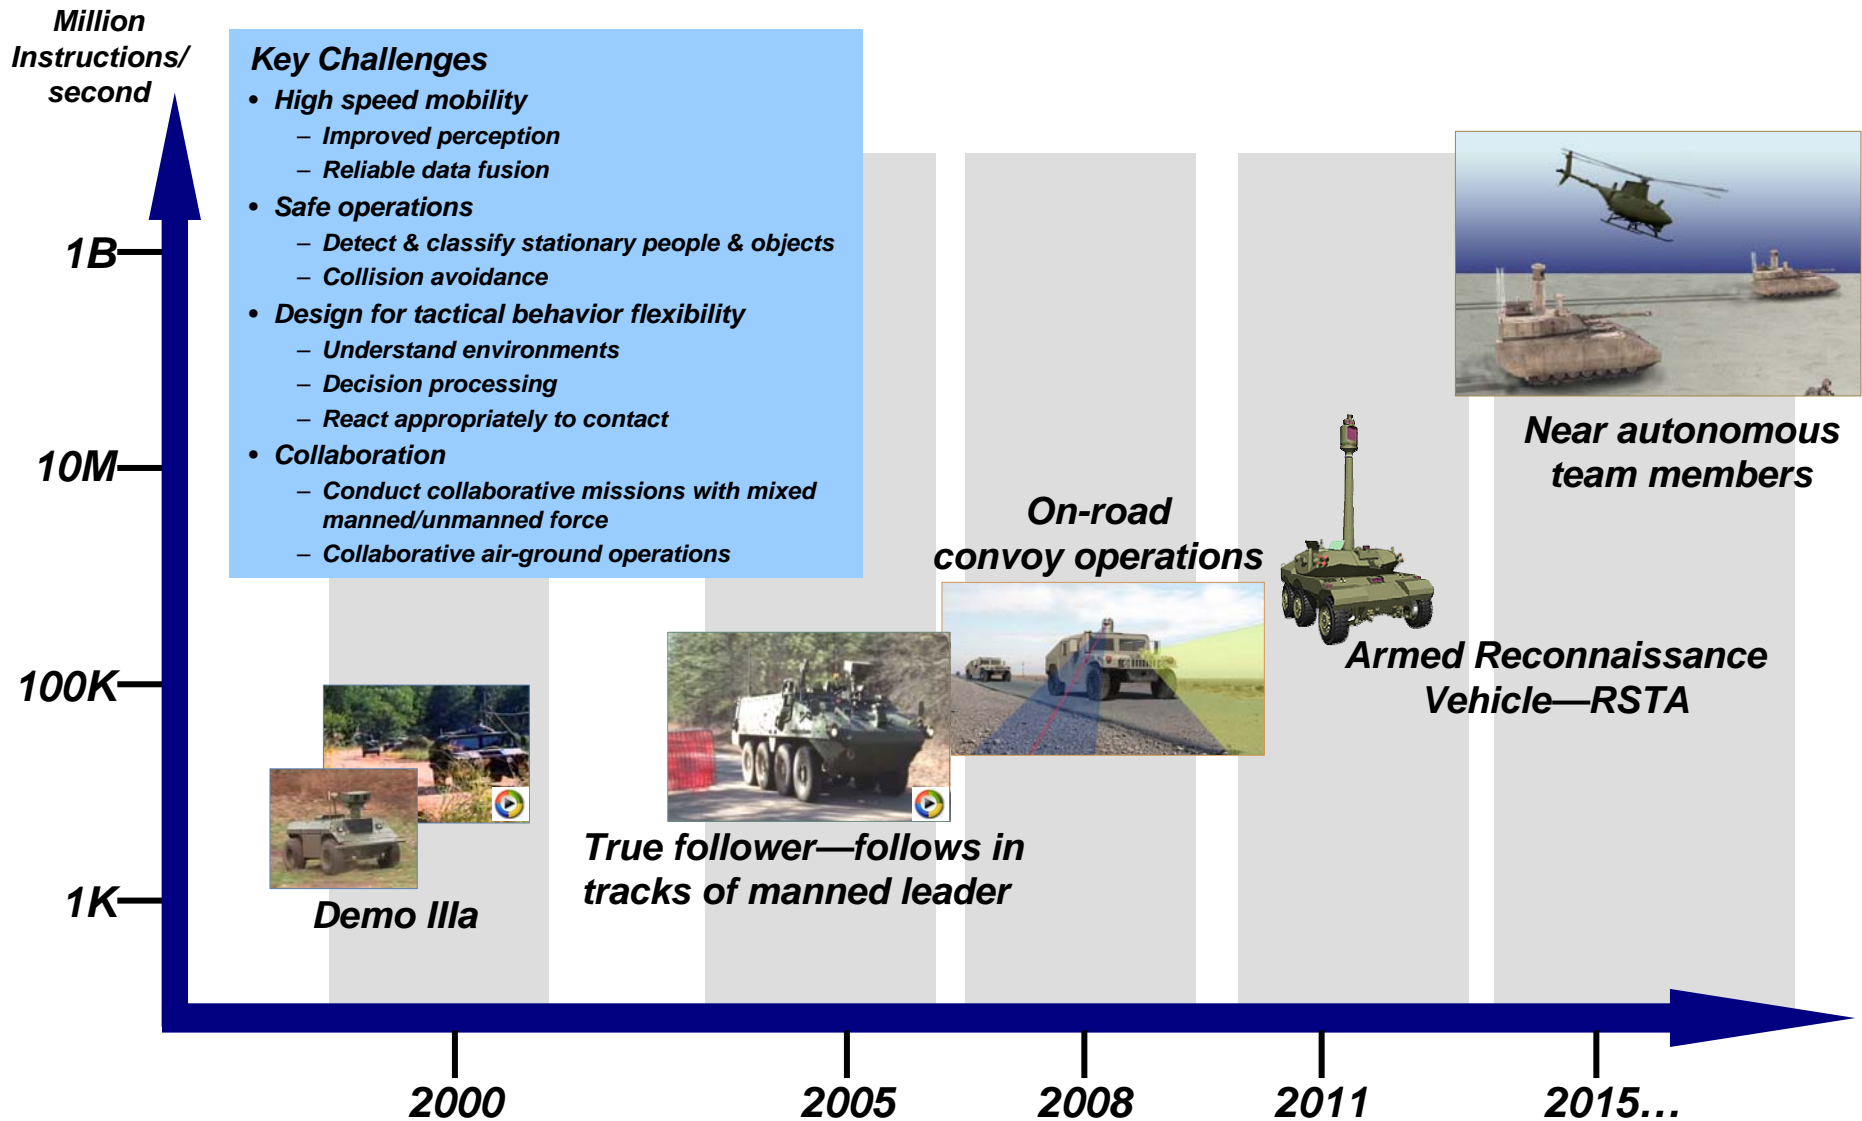 Million
Instructions/
second
Key Challenges
• High speed mobility
– Improved perception
– Reliable data fusion
• Safe operations
– Detect & classify stationary people & objects
– Collision avoidance
• Design for tactical behavior flexibility
– Understand environments
– Decision processing
– React appropriately to contact
• Collaboration
– Conduct collaborative missions with mixed
manned/unmanned force
– Collaborative air-ground operations
1B
10M
100K
1K
Near autonomous
team members
On-road
convoy operations
Armed Reconnaissance
Vehicle—RSTA
True follower—follows in
tracks of manned leader
Demo IIIa
2000
2005
2008
2011
2015…